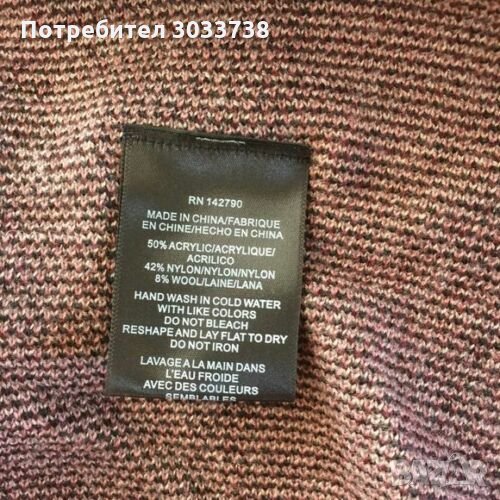 Потребител 3033738
RN 142790
MADE IN CHINA/FABRIQUE
EN CHINE/HECHO EN CHINA
50% ACRYLIC/ACRYLIQUE/
ACRILICO
42% NYLON/NYLON/NYLON
8% WOOL/LAINE/LANA
HAND WASH IN COLD WATER
WITH LIKE COLORS
DO NOT BLEACH
RESHAPE AND LAY FLAT TO DRY
DO NOT IRON
LAVAGE A LA MAIN DANS
L'EAU FROIDE
AVEC DES COULEURS
SEMBLABLES